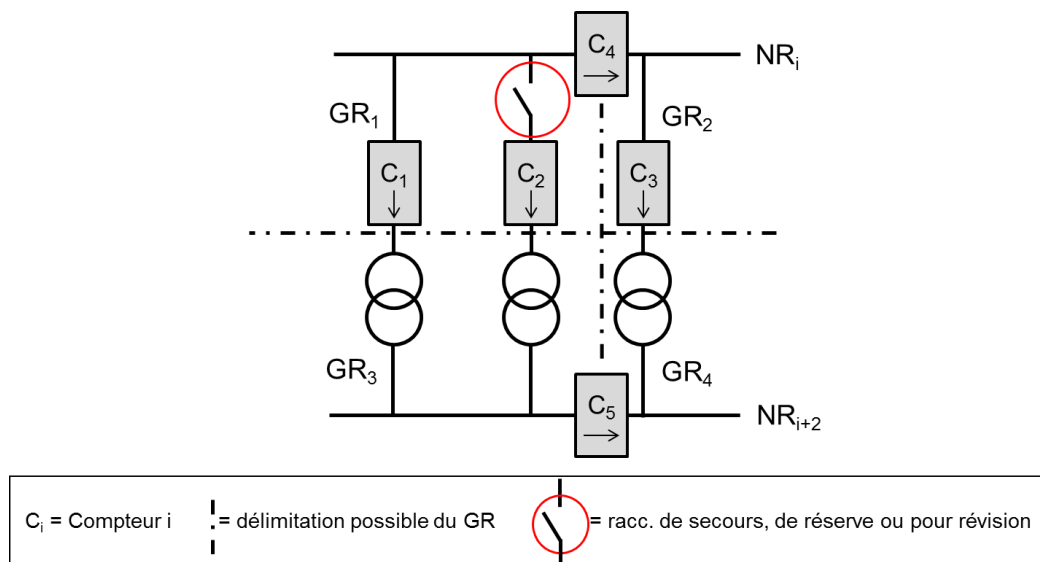 C₄
NRᵢ
GR₁
GR₂
C₁
C₂
C₃
GR₃
GR₄
C₅
NRᵢ₊₂
Cᵢ = Compteur i
= délimitation possible du GR
= racc. de secours, de réserve ou pour révision